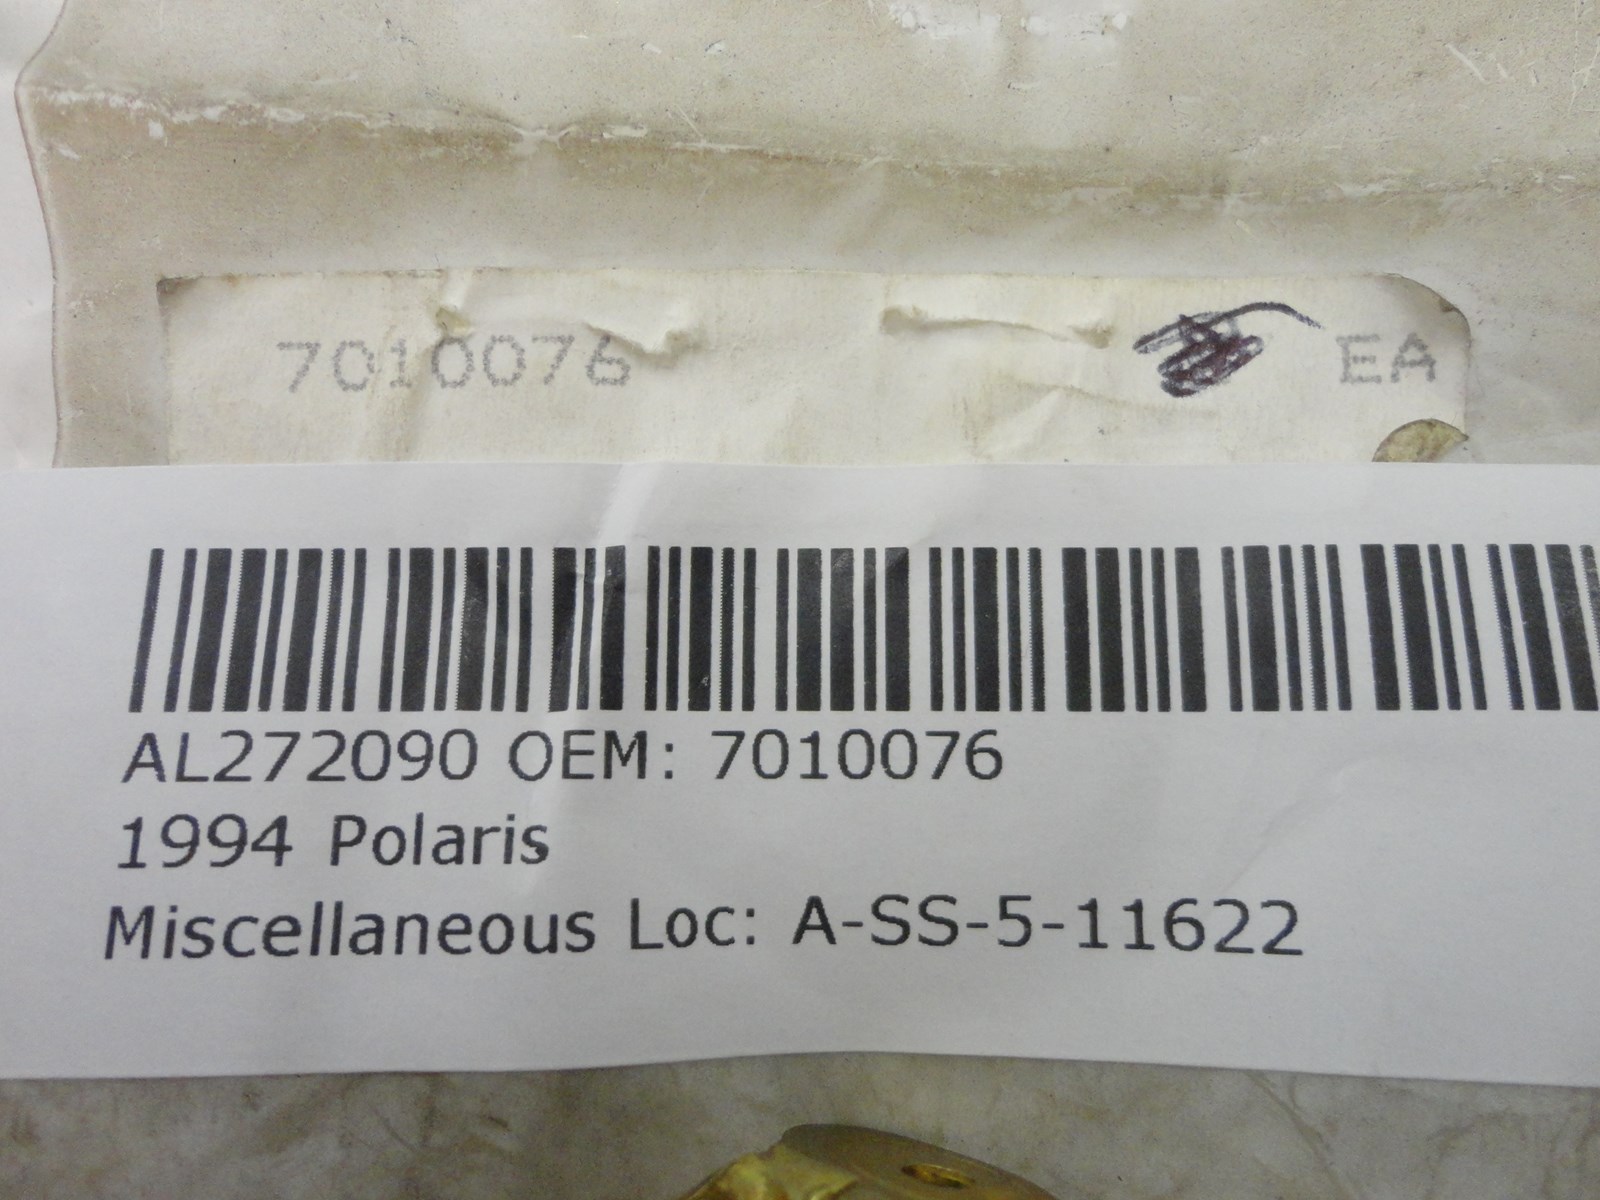 7010076 EA
AL272090 OEM: 7010076
1994 Polaris
Miscellaneous Loc: A-SS-5-11622